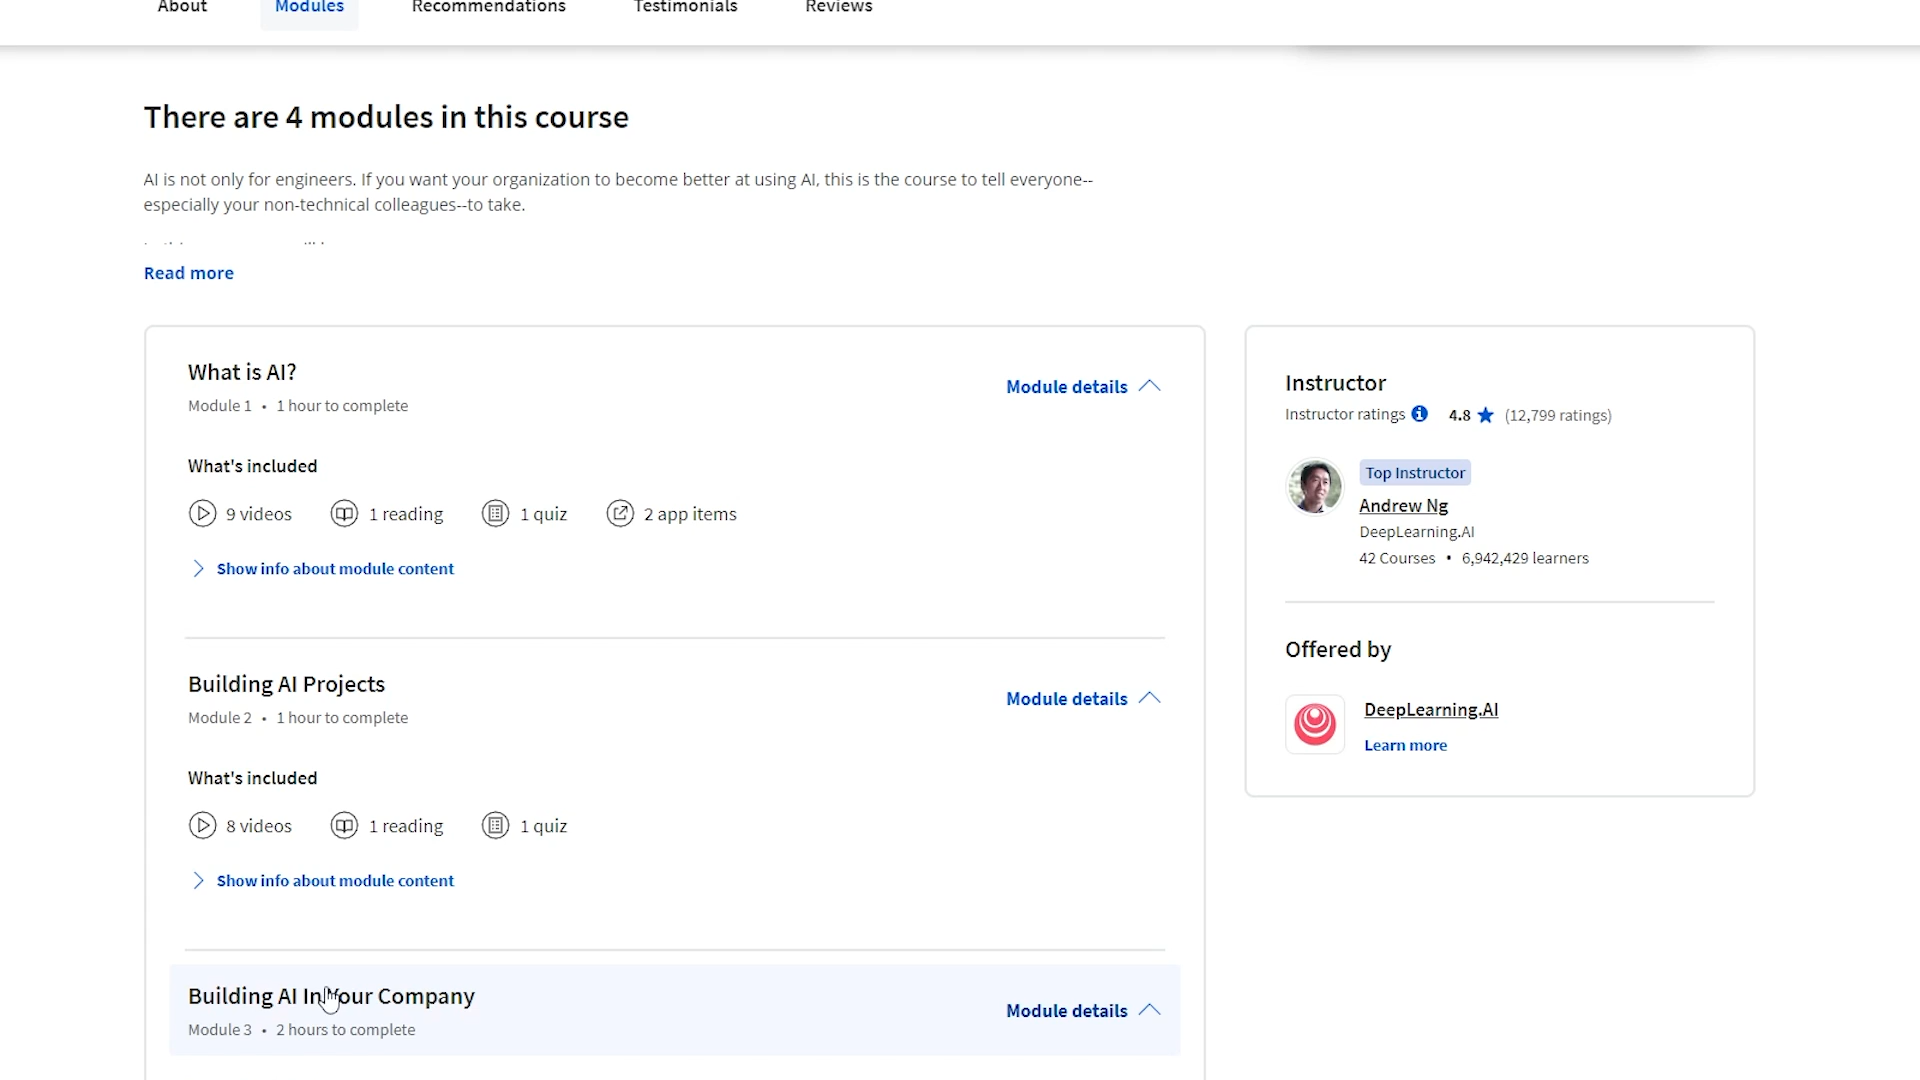 About Modules Recommendations Testimonials Reviews
There are 4 modules in this course
AI is not only for engineers. If you want your organization to become better at using AI, this is the course to tell everyone--
especially your non-technical colleagues--to take.
Read more
What is AI?
Module 1 • 1 hour to complete
Module details
What's included
9 videos 1 reading 1 quiz 2 app items
Show info about module content
Building AI Projects
Module 2 • 1 hour to complete
Module details
What's included
8 videos 1 reading 1 quiz
Show info about module content
Building AI In Your Company
Module 3 • 2 hours to complete
Module details
Instructor
Instructor ratings 4.8 (12,799 ratings)
Top Instructor
Andrew Ng
DeepLearning.AI
42 Courses • 6,942,429 learners
Offered by
DeepLearning.AI
Learn more